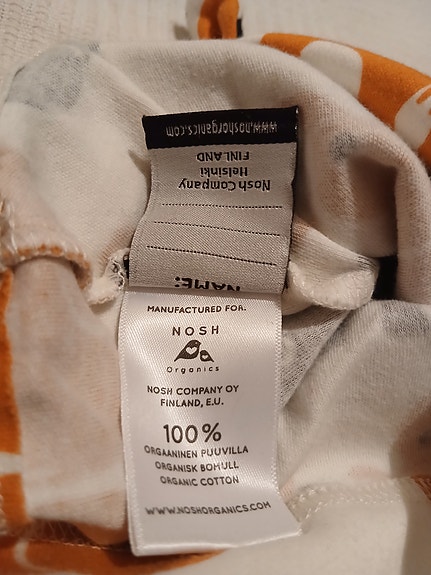 www.noshorganics.com
Nosh Company
Helsinki
FINLAND
NAME:
MANUFACTURED FOR.
NOSH
Organics
NOSH COMPANY OY
FINLAND, E.U.
100%
ORGAANINEN PUUVILLA
ORGANISK BOMULL
ORGANIC COTTON
WWW.NOSHORGANICS.COM